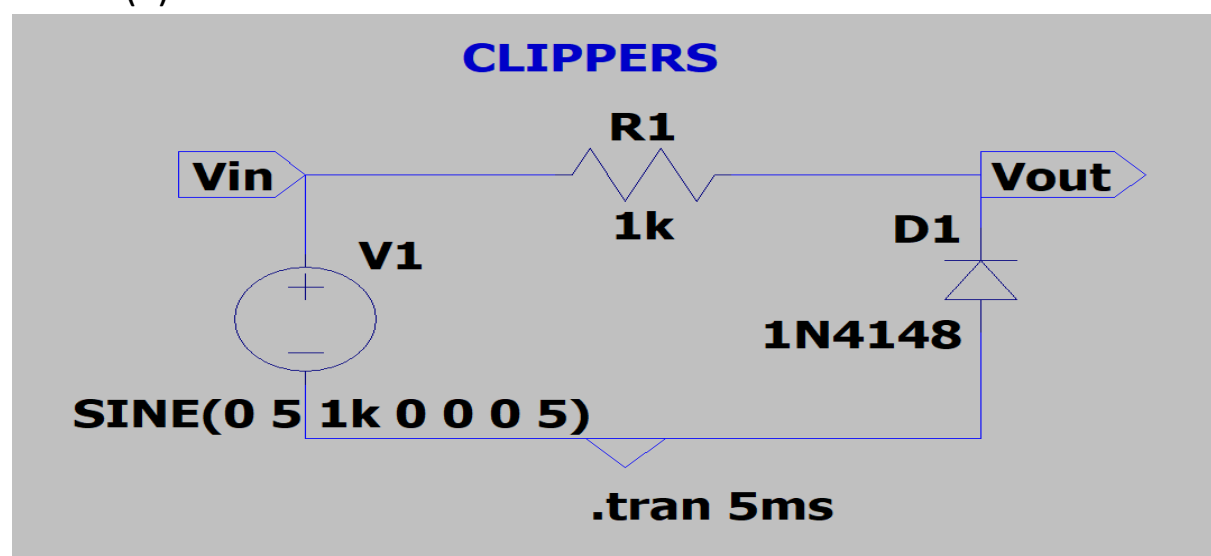 CLIPPERS
R1
Vin
Vout
1k
D1
V1
1N4148
SINE(0 5 1k 0 0 0 5)
.tran 5ms